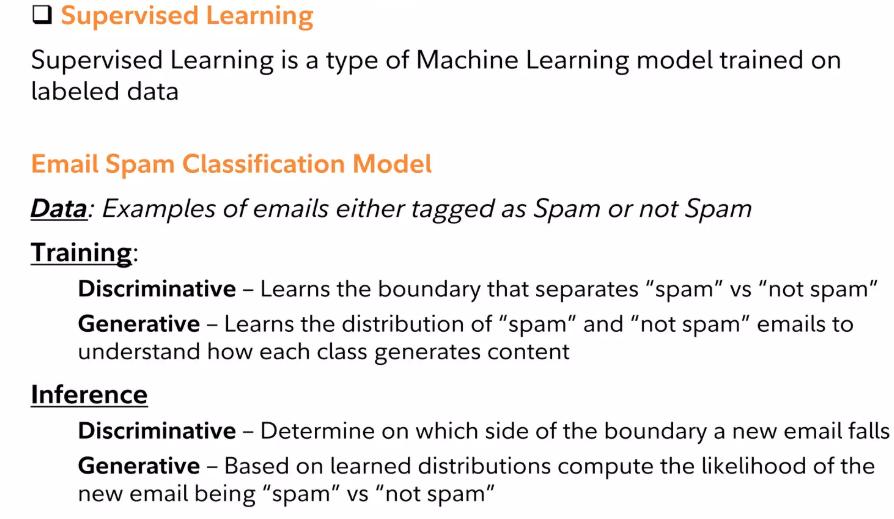 ❑ Supervised Learning
Supervised Learning is a type of Machine Learning model trained on
labeled data
Email Spam Classification Model
Data: Examples of emails either tagged as Spam or not Spam
Training:
Discriminative – Learns the boundary that separates “spam” vs “not spam”
Generative – Learns the distribution of “spam” and “not spam” emails to
understand how each class generates content
Inference
Discriminative – Determine on which side of the boundary a new email falls
Generative – Based on learned distributions compute the likelihood of the
new email being “spam” vs “not spam”